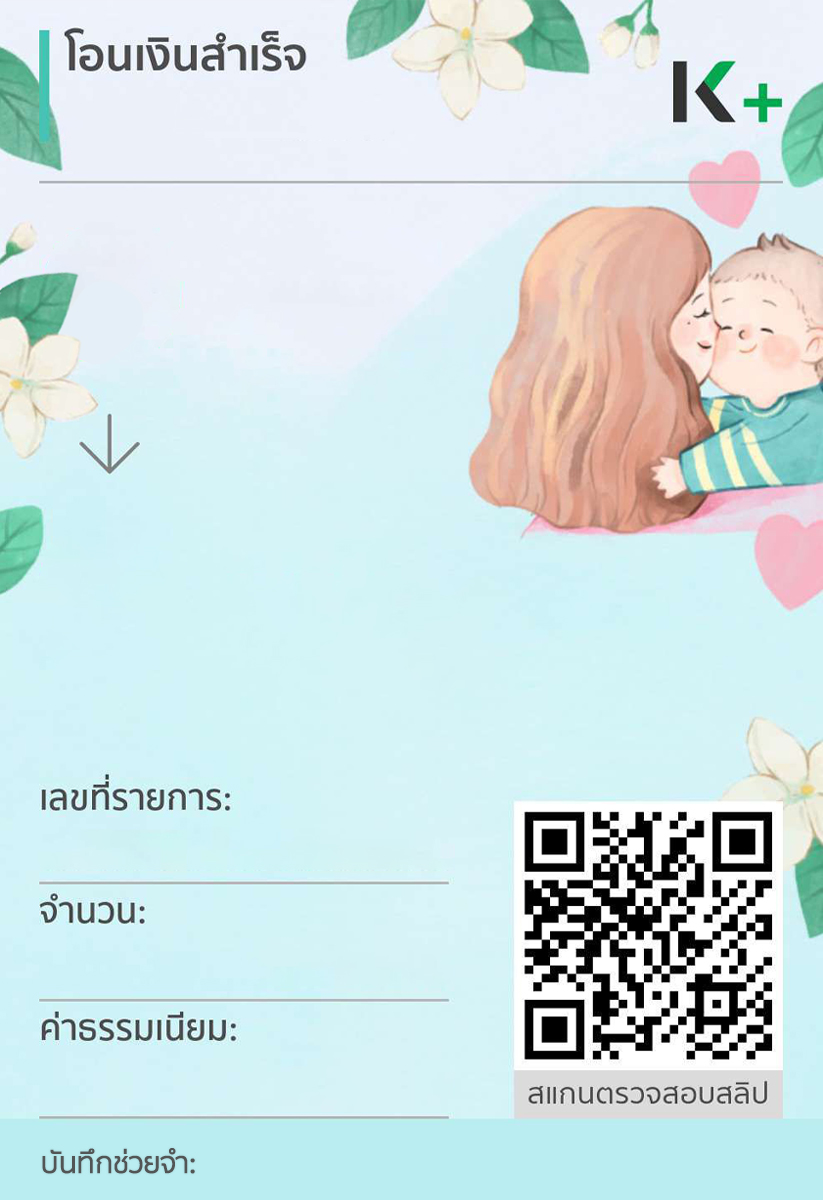 โอนเงินสำเร็จ
K+
เลขที่รายการ:
จำนวน:
ค่าธรรมเนียม:
สแกนตรวจสอบสลิป
บันทึกช่วยจำ: